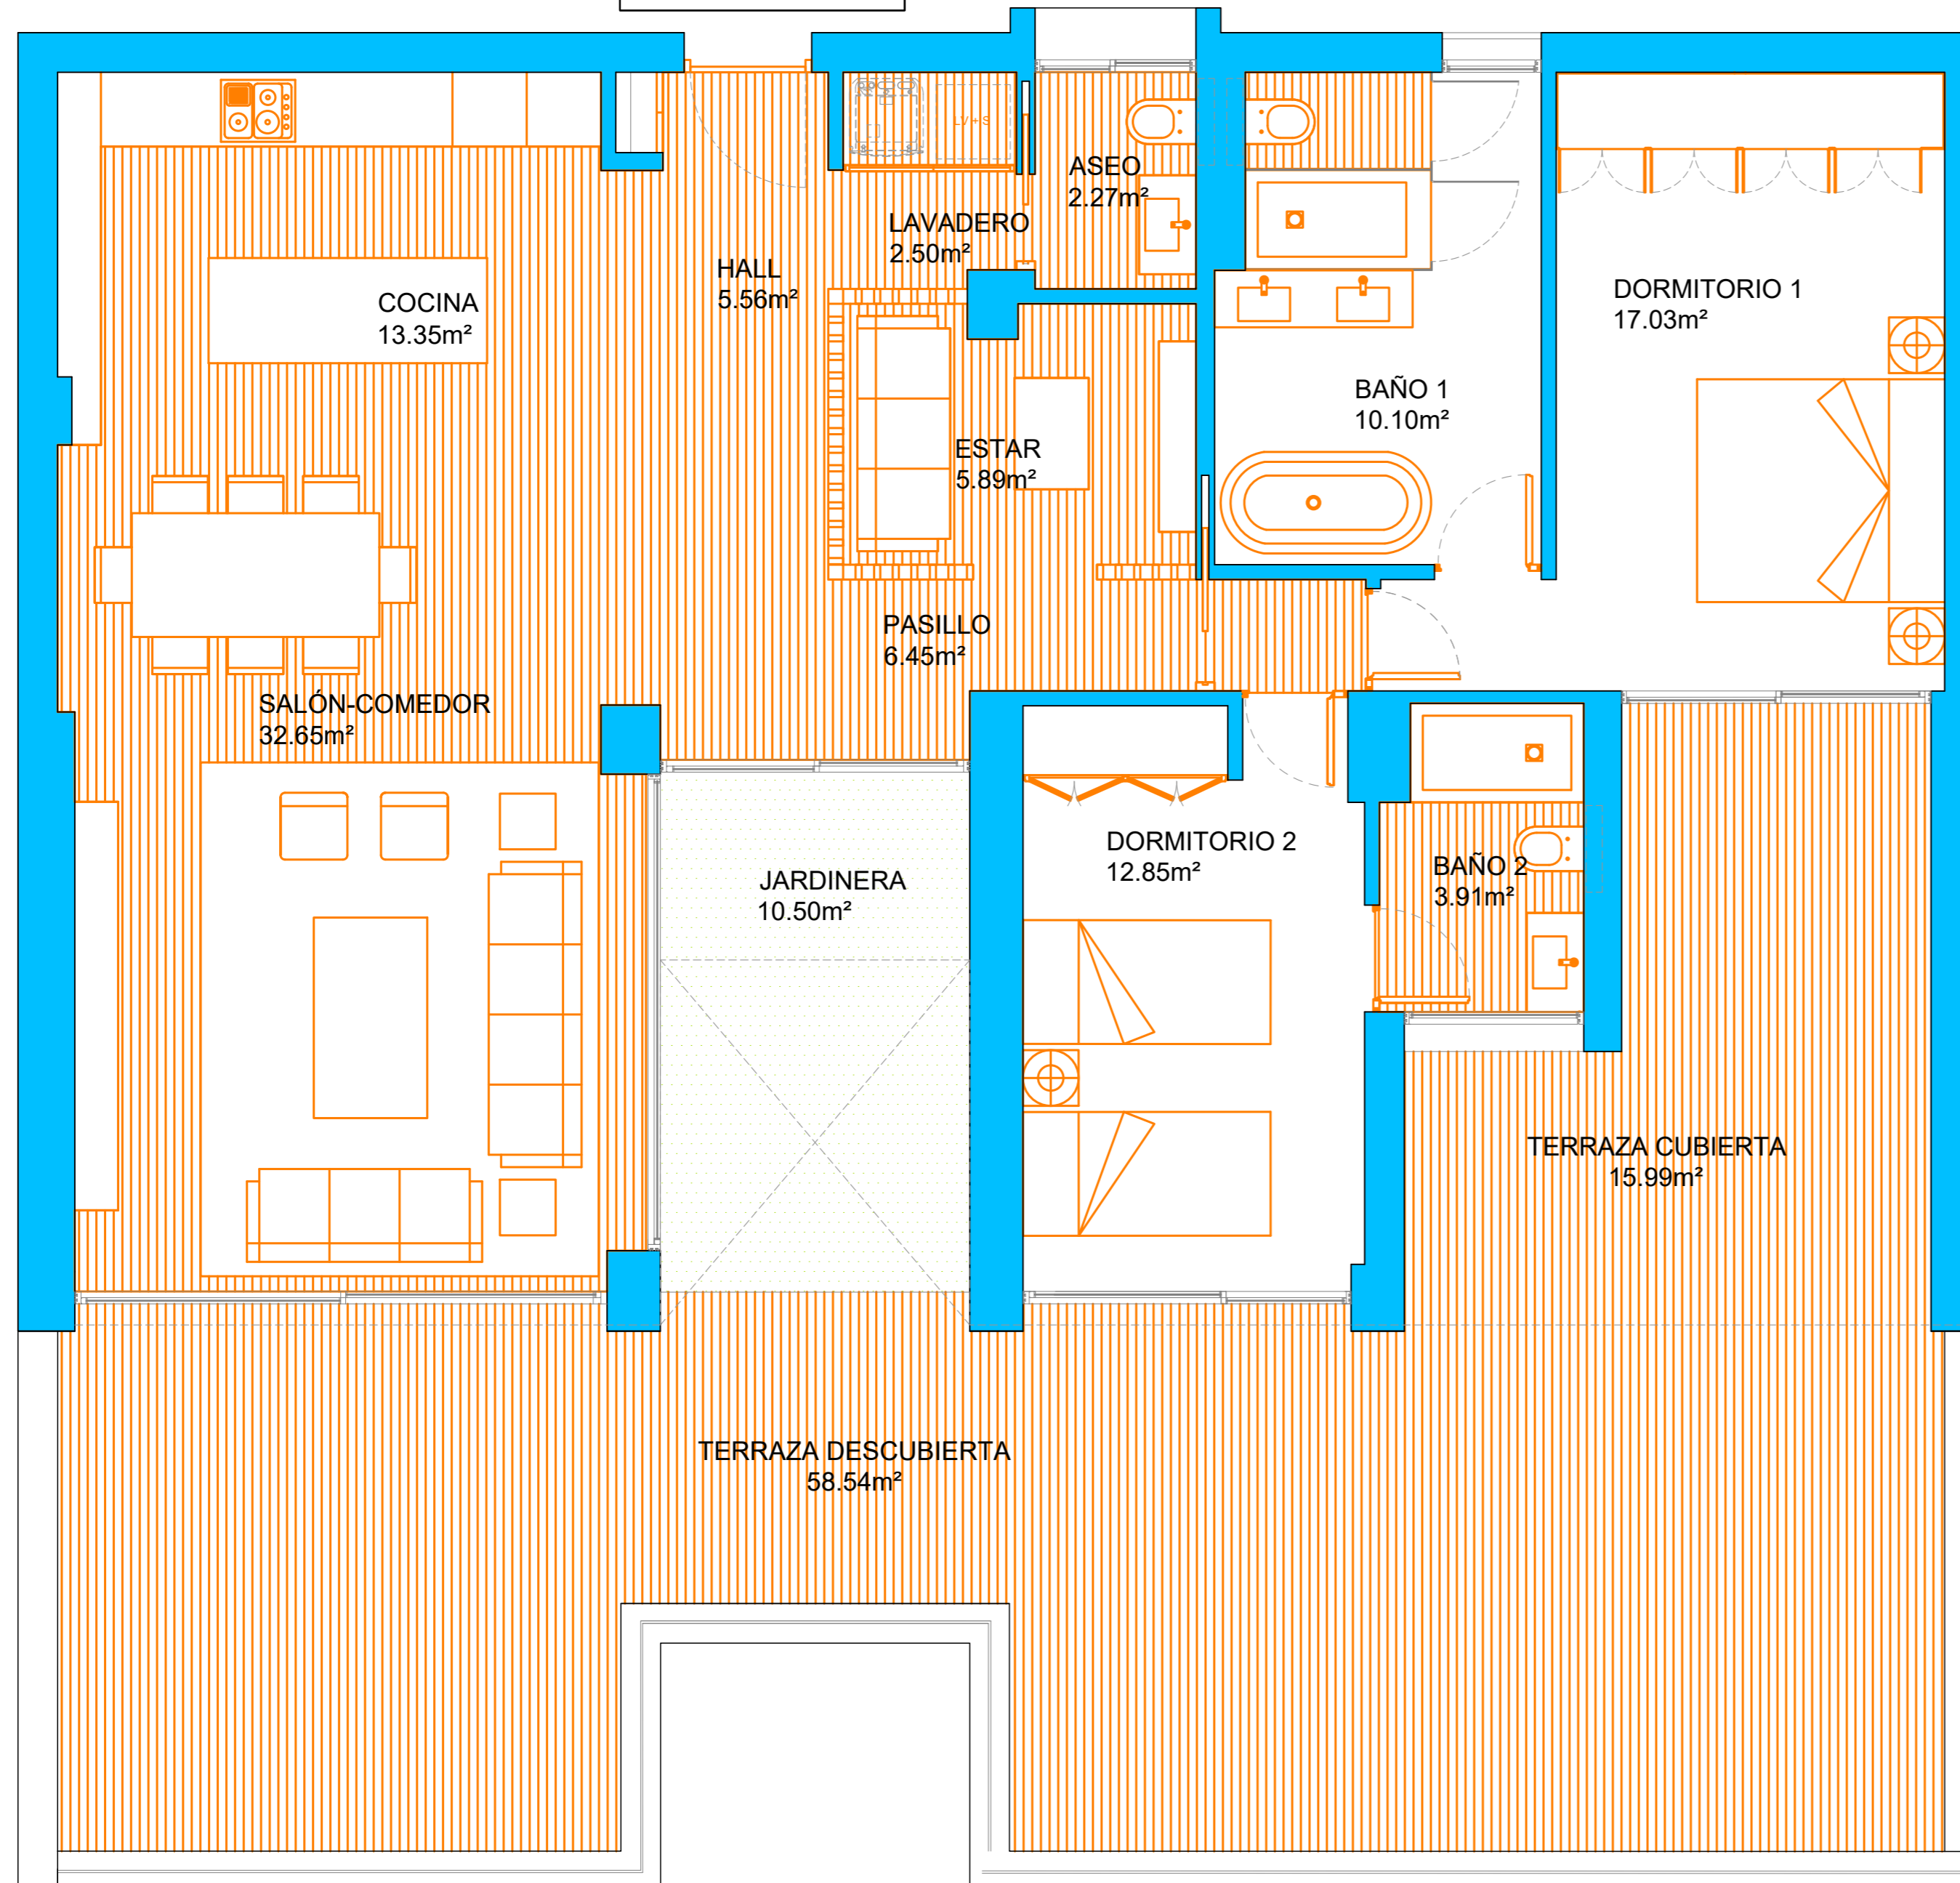 LV + S
ASEO
2.27m²
LAVADERO
2.50m²
HALL
5.56m²
COCINA
13.35m²
DORMITORIO 1
17.03m²
BAÑO 1
10.10m²
ESTAR
5.89m²
PASILLO
6.45m²
SALÓN-COMEDOR
32.65m²
DORMITORIO 2
12.85m²
BAÑO 2
3.91m²
JARDINERA
10.50m²
TERRAZA CUBIERTA
15.99m²
TERRAZA DESCUBIERTA
58.54m²